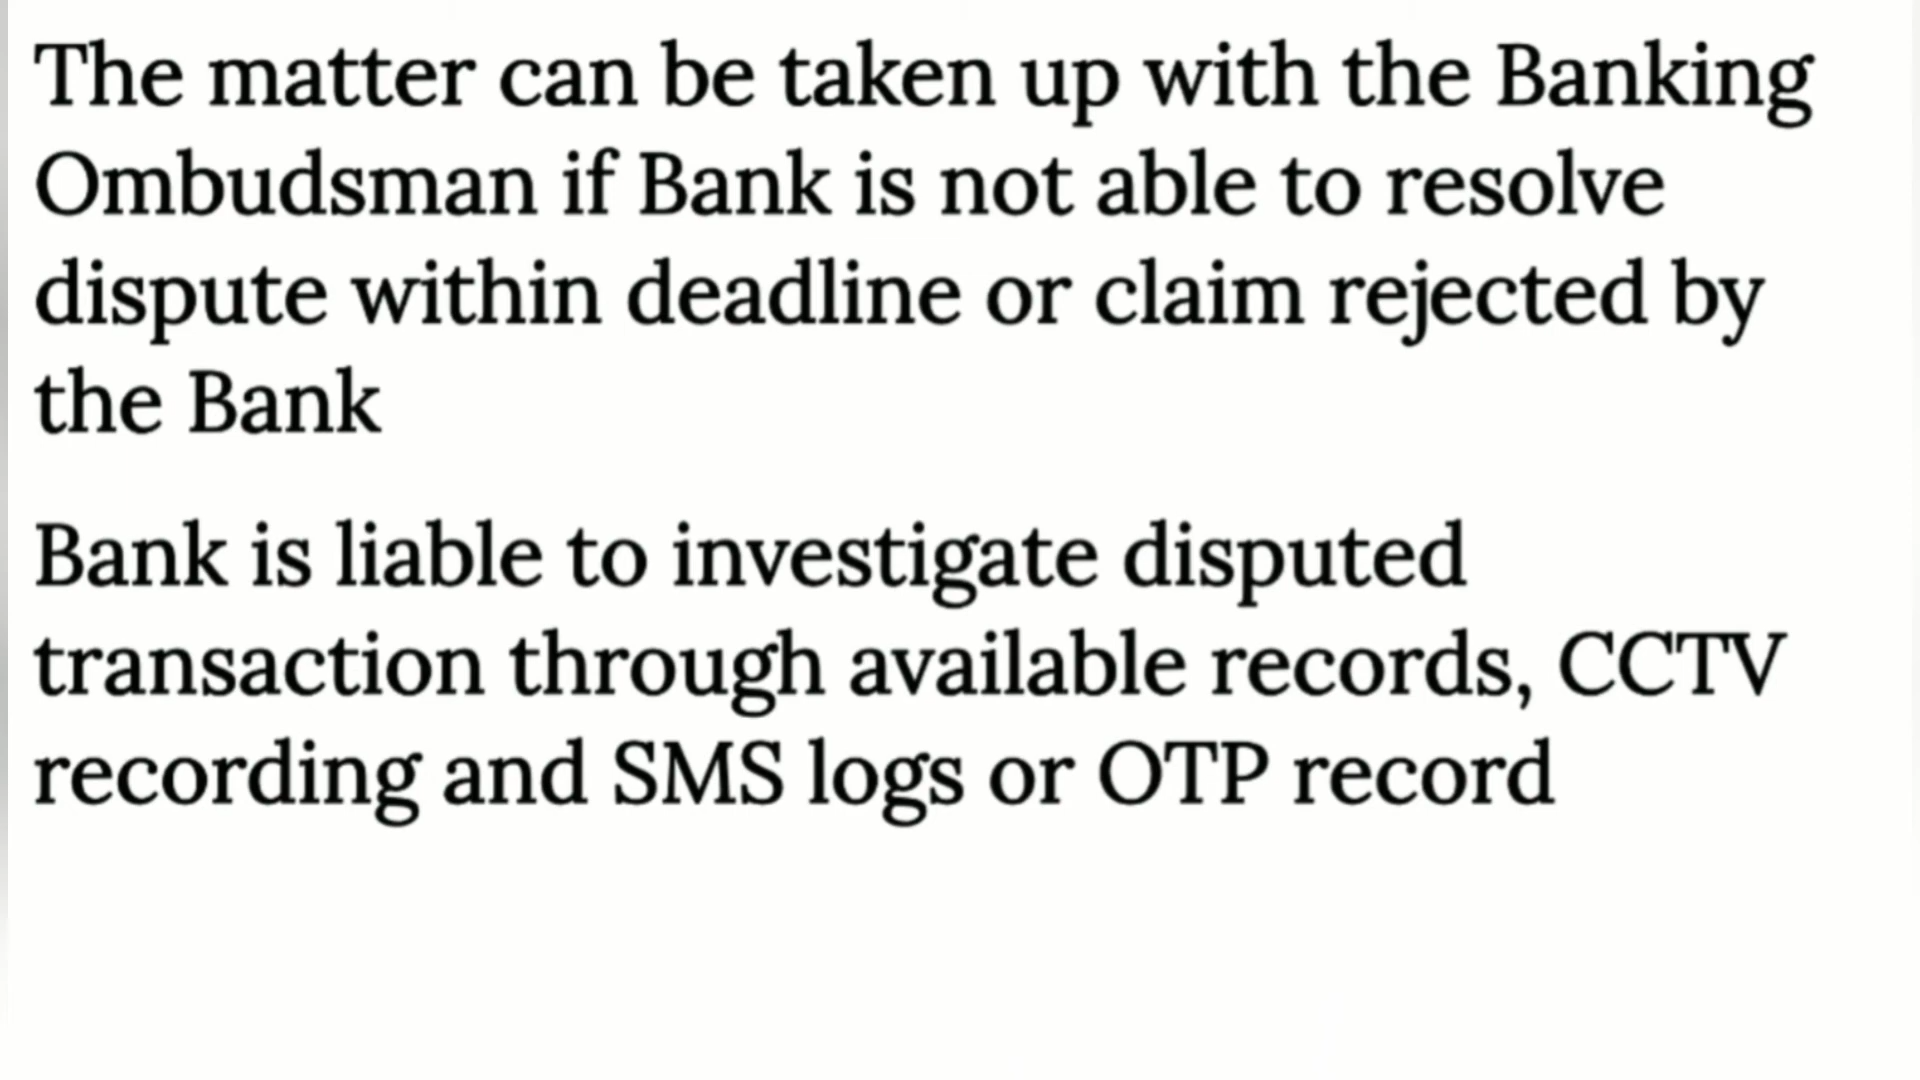 The matter can be taken up with the Banking
Ombudsman if Bank is not able to resolve
dispute within deadline or claim rejected by
the Bank
Bank is liable to investigate disputed
transaction through available records, CCTV
recording and SMS logs or OTP record